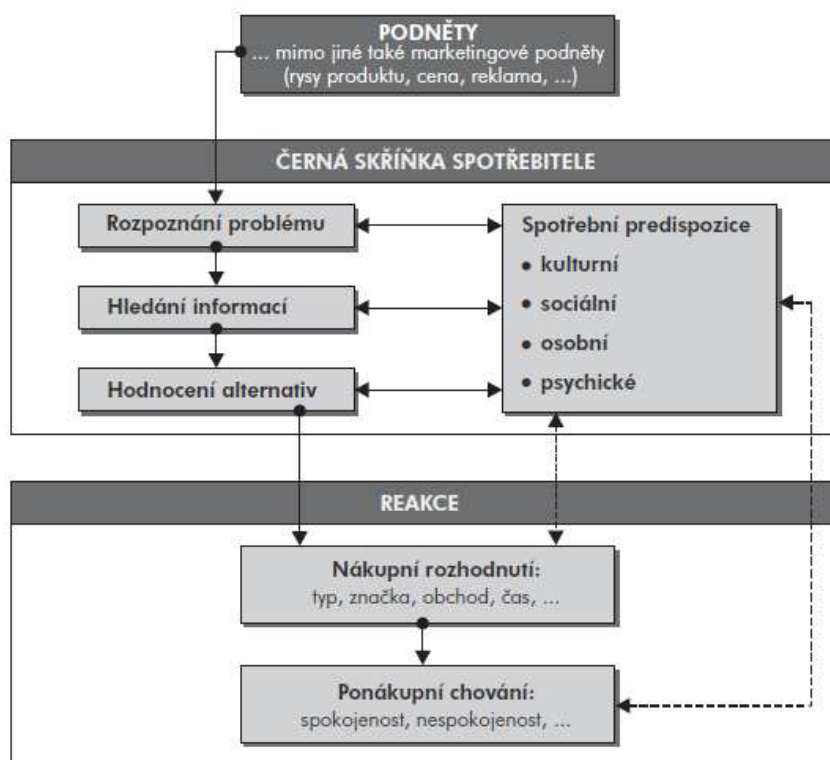 PODNĚTY
... mimo jiné také marketingové podněty
(rysy produktu, cena, reklama, ...)
ČERNÁ SKŘÍŇKA SPOTŘEBITELE
Rozpoznání problému
Hledání informací
Hodnocení alternativ
Spotřební predispozice
• kulturní
• sociální
• osobní
• psychické
REAKCE
Nákupní rozhodnutí:
typ, značka, obchod, čas, ...
Ponákupní chování:
spokojenost, nespokojenost, ...